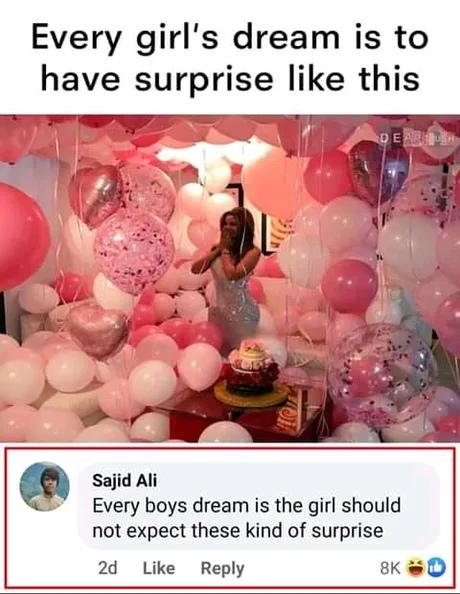 Every girl's dream is to
have surprise like this
Sajid Ali
Every boys dream is the girl should
not expect these kind of surprise
2d Like Reply 8K